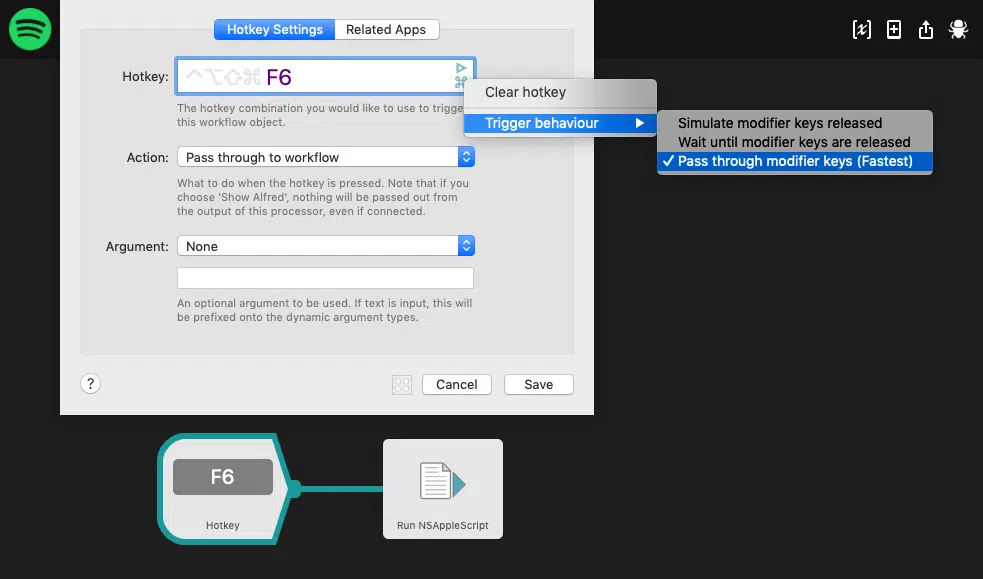 Hotkey Settings
Related Apps
Hotkey:
⌃⌥⇧⌘ F6
The hotkey combination you would like to use to trigge
this workflow object.
Clear hotkey
Trigger behaviour
Simulate modifier keys released
Wait until modifier keys are released
✓ Pass through modifier keys (Fastest)
Action:
Pass through to workflow
What to do when the hotkey is pressed. Note that if you
choose 'Show Alfred', nothing will be passed out from
the output of this processor, even if connected.
Argument:
None
An optional argument to be used. If text is input, this will
be prefixed onto the dynamic argument types.
?
Cancel
Save
F6
Hotkey
Run NSAppleScript